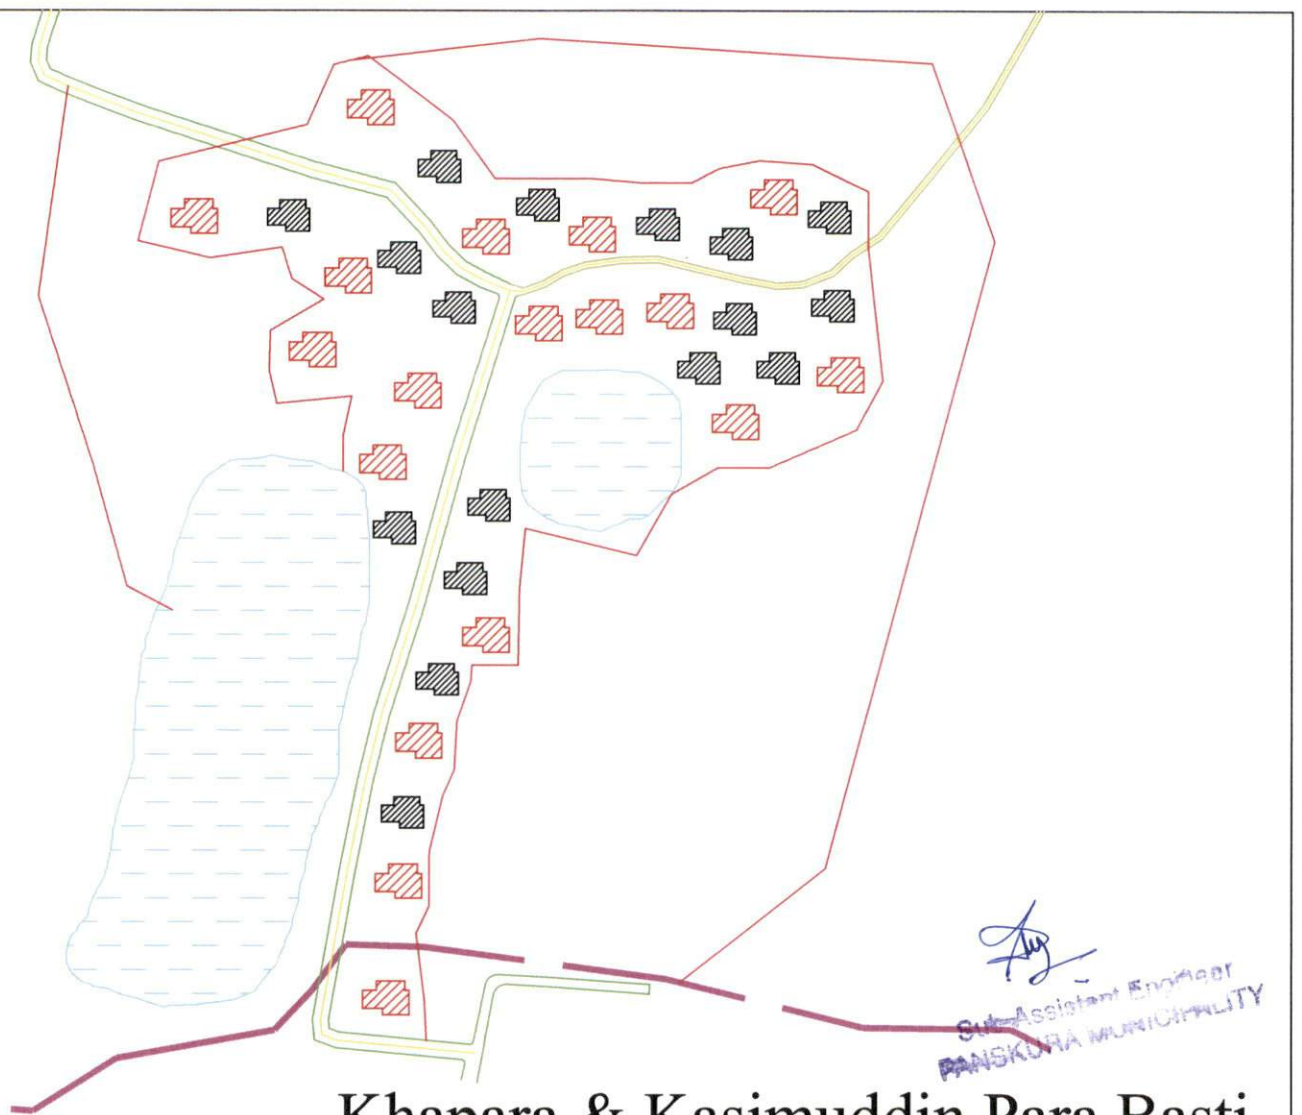 Sub-Assistant Engineer
PANSKURA MUNICIPALITY
Khapara & Kasimuddin Para Basti